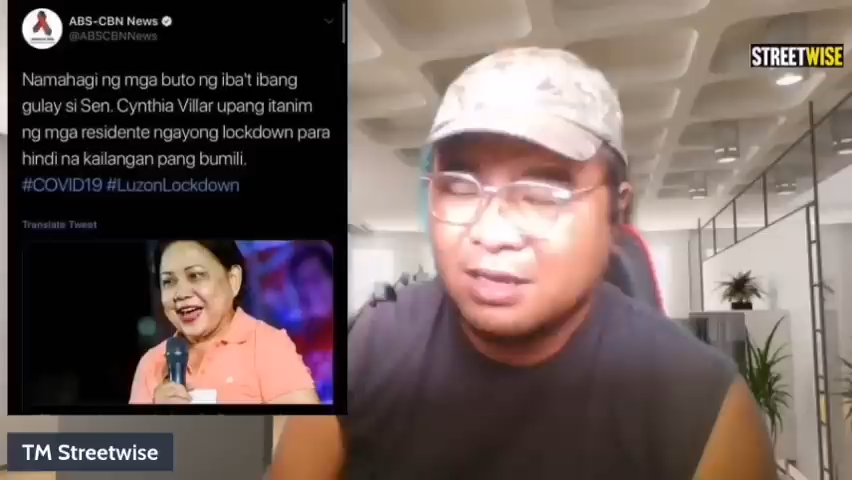 ABS-CBN News
@ABSCBNNews
Namahagi ng mga buto ng iba't ibang
gulay si Sen. Cynthia Villar upang itanim
ng mga residente ngayong lockdown para
hindi na kailangan pang bumili.
#COVID19 #LuzonLockdown
Translate Tweet
STREETWISE
TM Streetwise